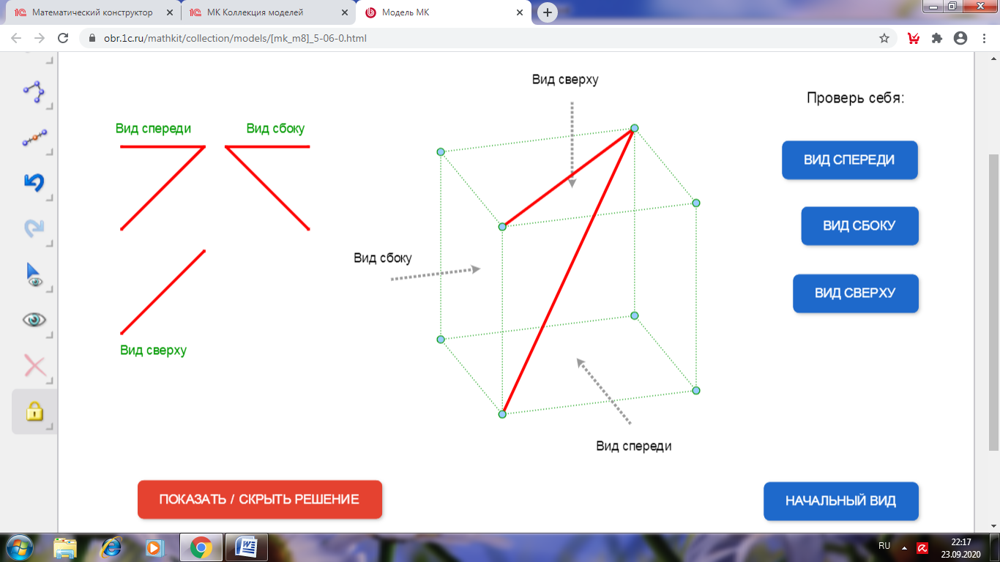 Математический конструктор
МК Коллекция моделей
Модель МК
obr.1c.ru/mathkit/collection/models/[mk_m8]_5-06-0.html
Вид сверху
Проверь себя:
Вид спереди
Вид сбоку
ВИД СПЕРЕДИ
ВИД СБОКУ
Вид сбоку
ВИД СВЕРХУ
Вид сверху
Вид спереди
ПОКАЗАТЬ / СКРЫТЬ РЕШЕНИЕ
НАЧАЛЬНЫЙ ВИД
RU
22:17
23.09.2020